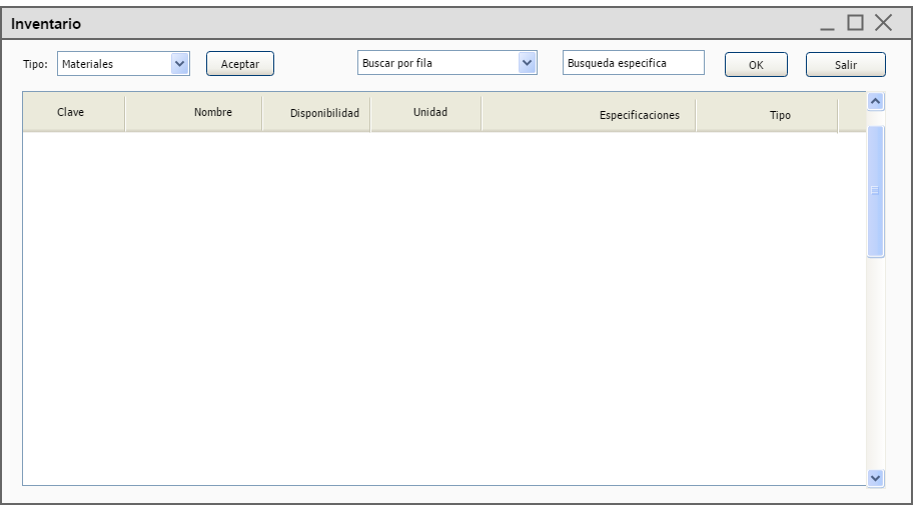 Inventario
Tipo: Materiales Aceptar Buscar por fila Busqueda especifica OK Salir
Clave Nombre Disponibilidad Unidad Especificaciones Tipo